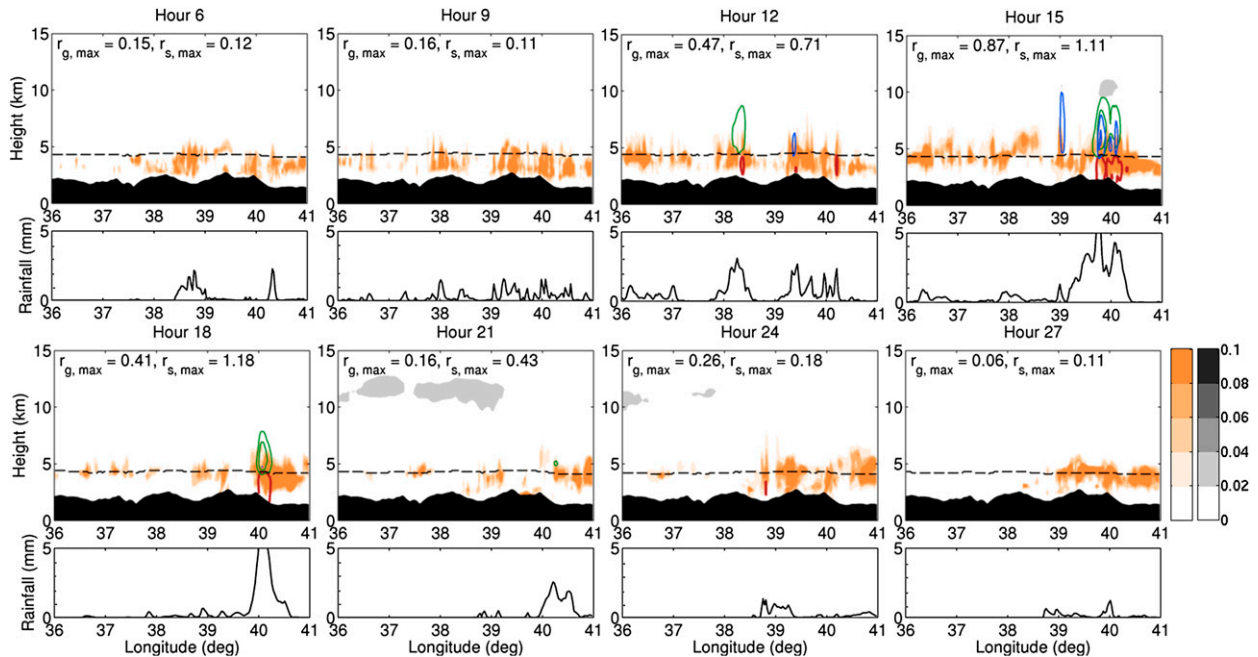 Hour 6 Hour 9 Hour 12 Hour 15
r g, max = 0.15, r s, max = 0.12
r g, max = 0.16, r s, max = 0.11
r g, max = 0.47, r s, max = 0.71
r g, max = 0.87, r s, max = 1.11
Height (km)
15 10 5 0
15 10 5 0
15 10 5 0
15 10 5 0
36 37 38 39 40 41
36 37 38 39 40 41
36 37 38 39 40 41
36 37 38 39 40 41
Rainfall (mm)
5 0
5 0
5 0
5 0
36 37 38 39 40 41
36 37 38 39 40 41
36 37 38 39 40 41
36 37 38 39 40 41
Hour 18 Hour 21 Hour 24 Hour 27
r g, max = 0.41, r s, max = 1.18
r g, max = 0.16, r s, max = 0.43
r g, max = 0.26, r s, max = 0.18
r g, max = 0.06, r s, max = 0.11
Height (km)
15 10 5 0
15 10 5 0
15 10 5 0
15 10 5 0
36 37 38 39 40 41
36 37 38 39 40 41
36 37 38 39 40 41
36 37 38 39 40 41
0.1
0.08
0.06
0.04
0.02
0
Rainfall (mm)
5 0
5 0
5 0
5 0
36 37 38 39 40 41
36 37 38 39 40 41
36 37 38 39 40 41
36 37 38 39 40 41
Longitude (deg) Longitude (deg) Longitude (deg) Longitude (deg)